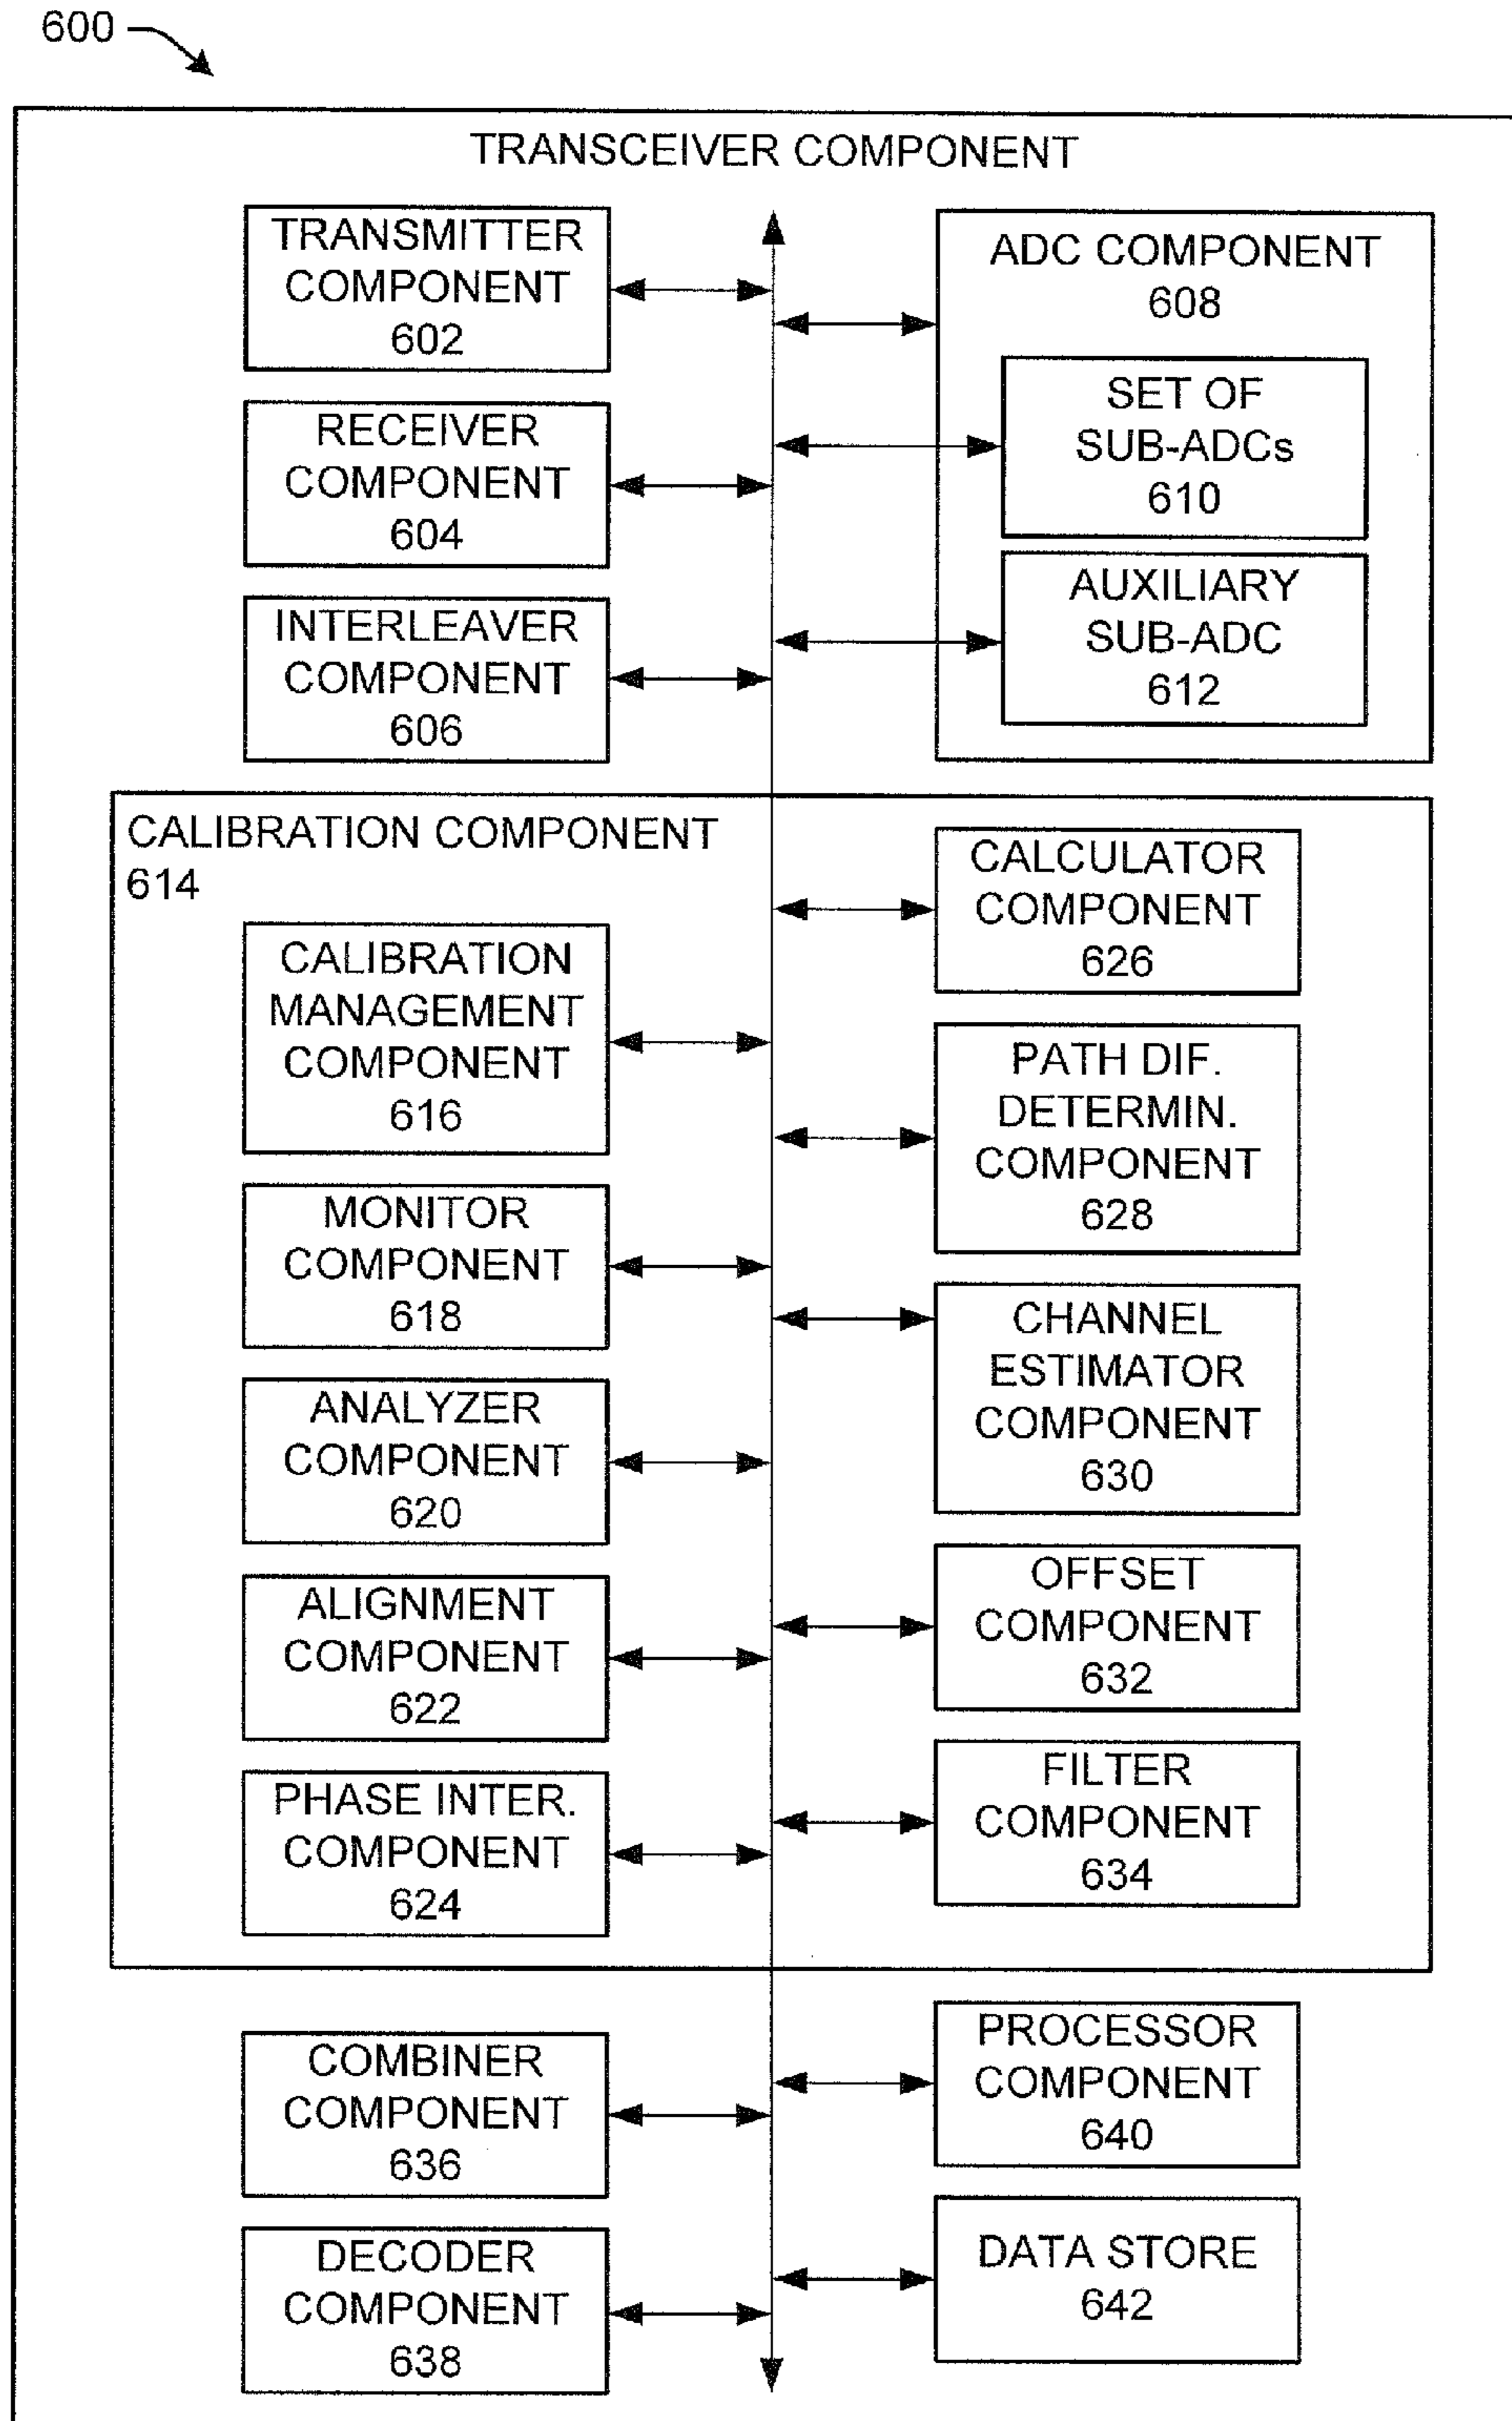 600
TRANSCEIVER COMPONENT
TRANSMITTER
COMPONENT
602
RECEIVER
COMPONENT
604
INTERLEAVER
COMPONENT
606
ADC COMPONENT
608
SET OF
SUB-ADCs
610
AUXILIARY
SUB-ADC
612
CALIBRATION COMPONENT
614
CALIBRATION
MANAGEMENT
COMPONENT
616
MONITOR
COMPONENT
618
ANALYZER
COMPONENT
620
ALIGNMENT
COMPONENT
622
PHASE INTER.
COMPONENT
624
CALCULATOR
COMPONENT
626
PATH DIF.
DETERMIN.
COMPONENT
628
CHANNEL
ESTIMATOR
COMPONENT
630
OFFSET
COMPONENT
632
FILTER
COMPONENT
634
COMBINER
COMPONENT
636
DECODER
COMPONENT
638
PROCESSOR
COMPONENT
640
DATA STORE
642